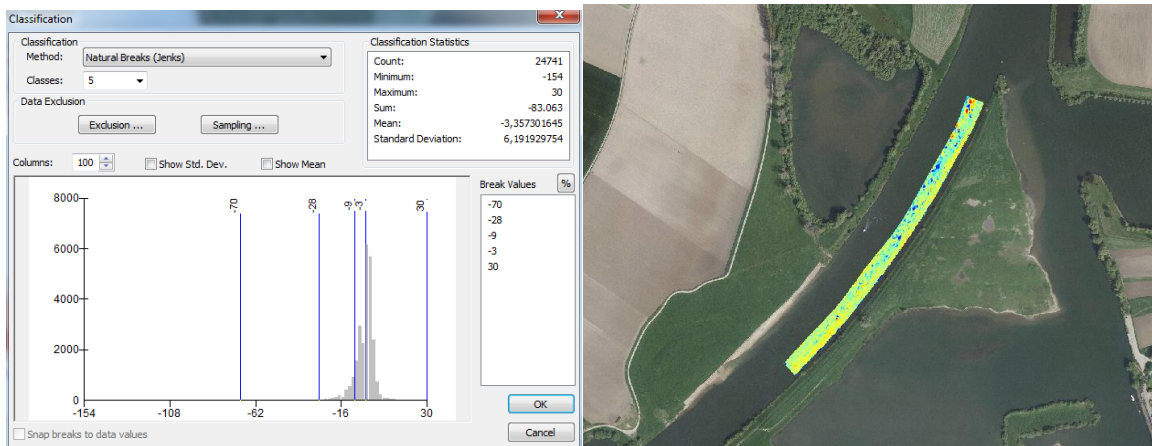 Classification
Classification
Method: Natural Breaks (Jenks)
Classes: 5
Data Exclusion
Exclusion ... Sampling ...
Classification Statistics
Count: 24741
Minimum: -154
Maximum: 30
Sum: -83.063
Mean: -3,357301645
Standard Deviation: 6,191929754
Columns: 100 Show Std. Dev. Show Mean
Break Values %
-70
-28
-9
-3
30
8000
6000
4000
2000
0
-70 -28 -9 -3 30
-154 -108 -62 -16 30
OK
Snap breaks to data values
Cancel